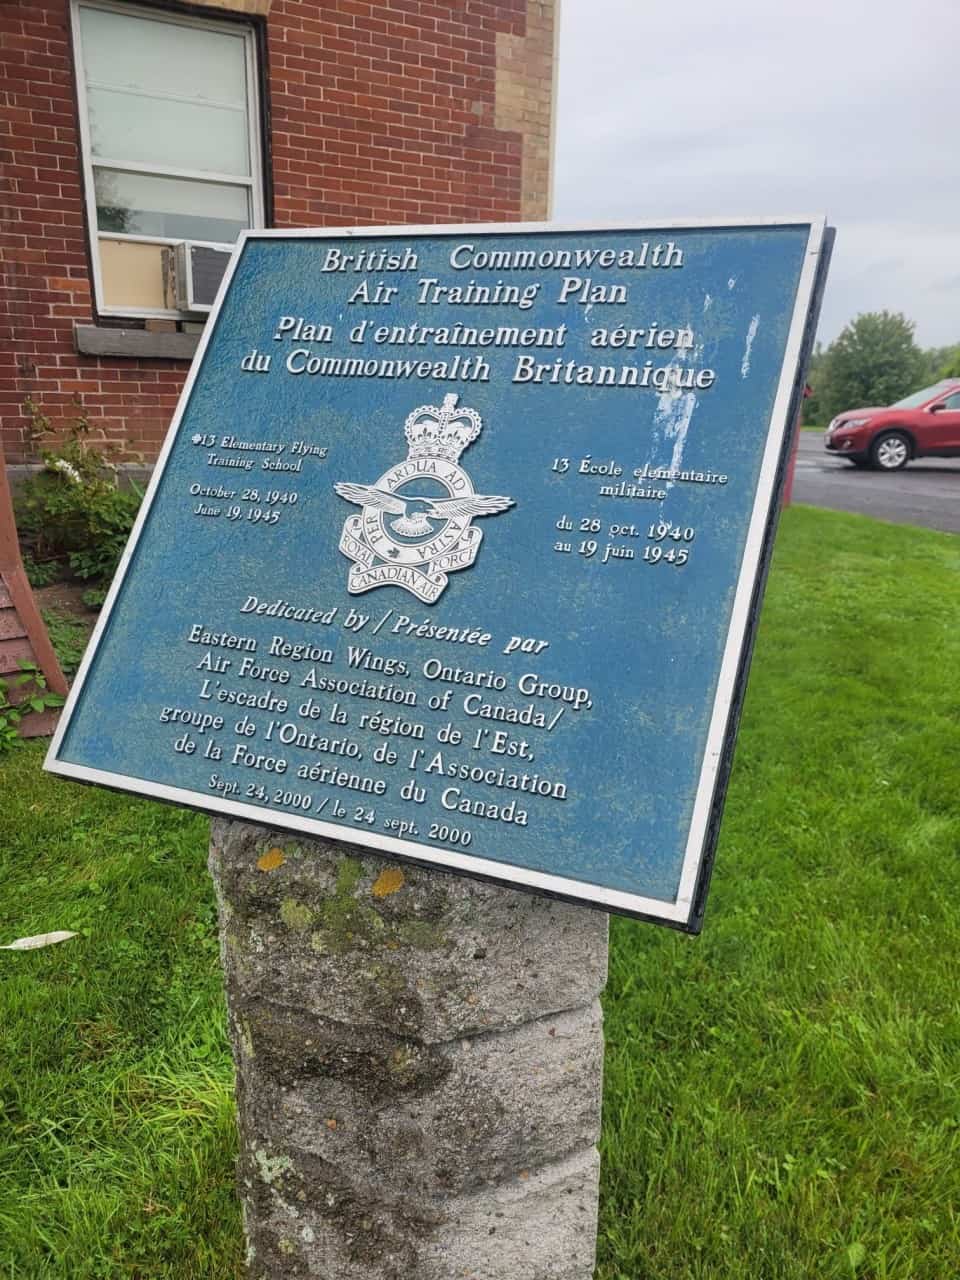 British Commonwealth
Air Training Plan
Plan d'entraînement aérien
du Commonwealth Britannique
#13 Elementary Flying
Training School
October 28, 1940
June 19, 1945
PER ARDUA AD ASTRA
ROYAL CANADIAN AIR FORCE
13 École elementaire
militaire
du 28 oct. 1940
au 19 juin 1945
Dedicated by / Présentée par
Eastern Region Wings, Ontario Group,
Air Force Association of Canada/
L'escadre de la région de l'Est,
groupe de l'Ontario, de l'Association
de la Force aérienne du Canada
Sept. 24, 2000 / le 24 sept. 2000